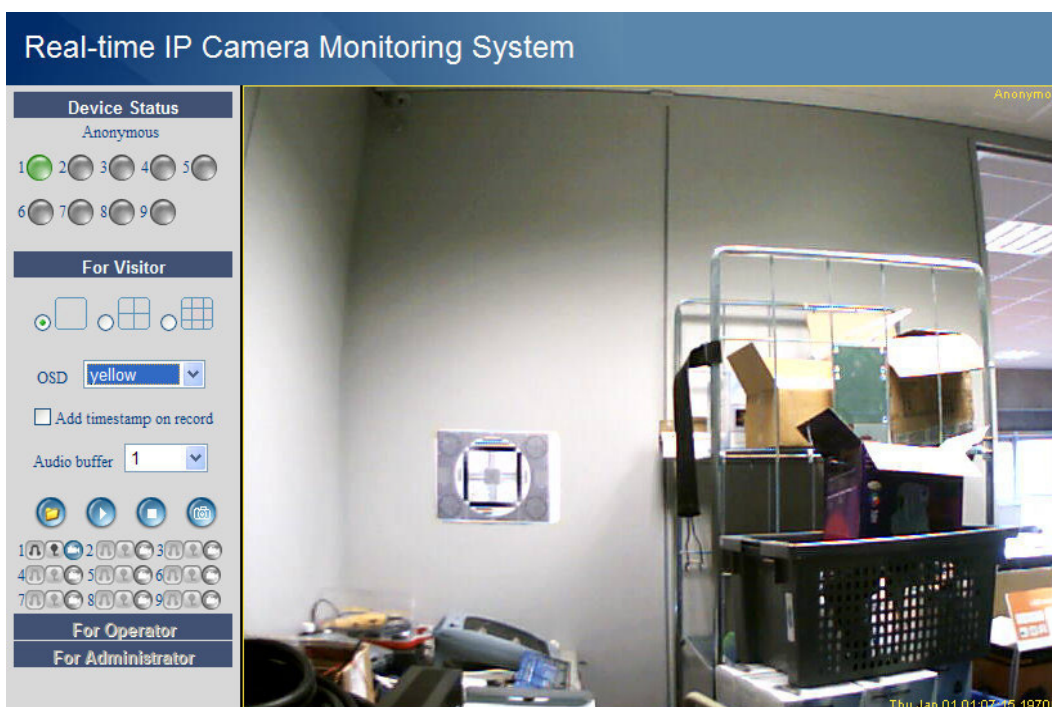 Real-time IP Camera Monitoring System
Device Status
Anonymous
1 2 3 4 5
6 7 8 9
For Visitor
OSD yellow
Add timestamp on record
Audio buffer 1
1 2 3
4 5 6
7 8 9
For Operator
For Administrator
Anonymo
Thu Jan 01 01:07:15 1970